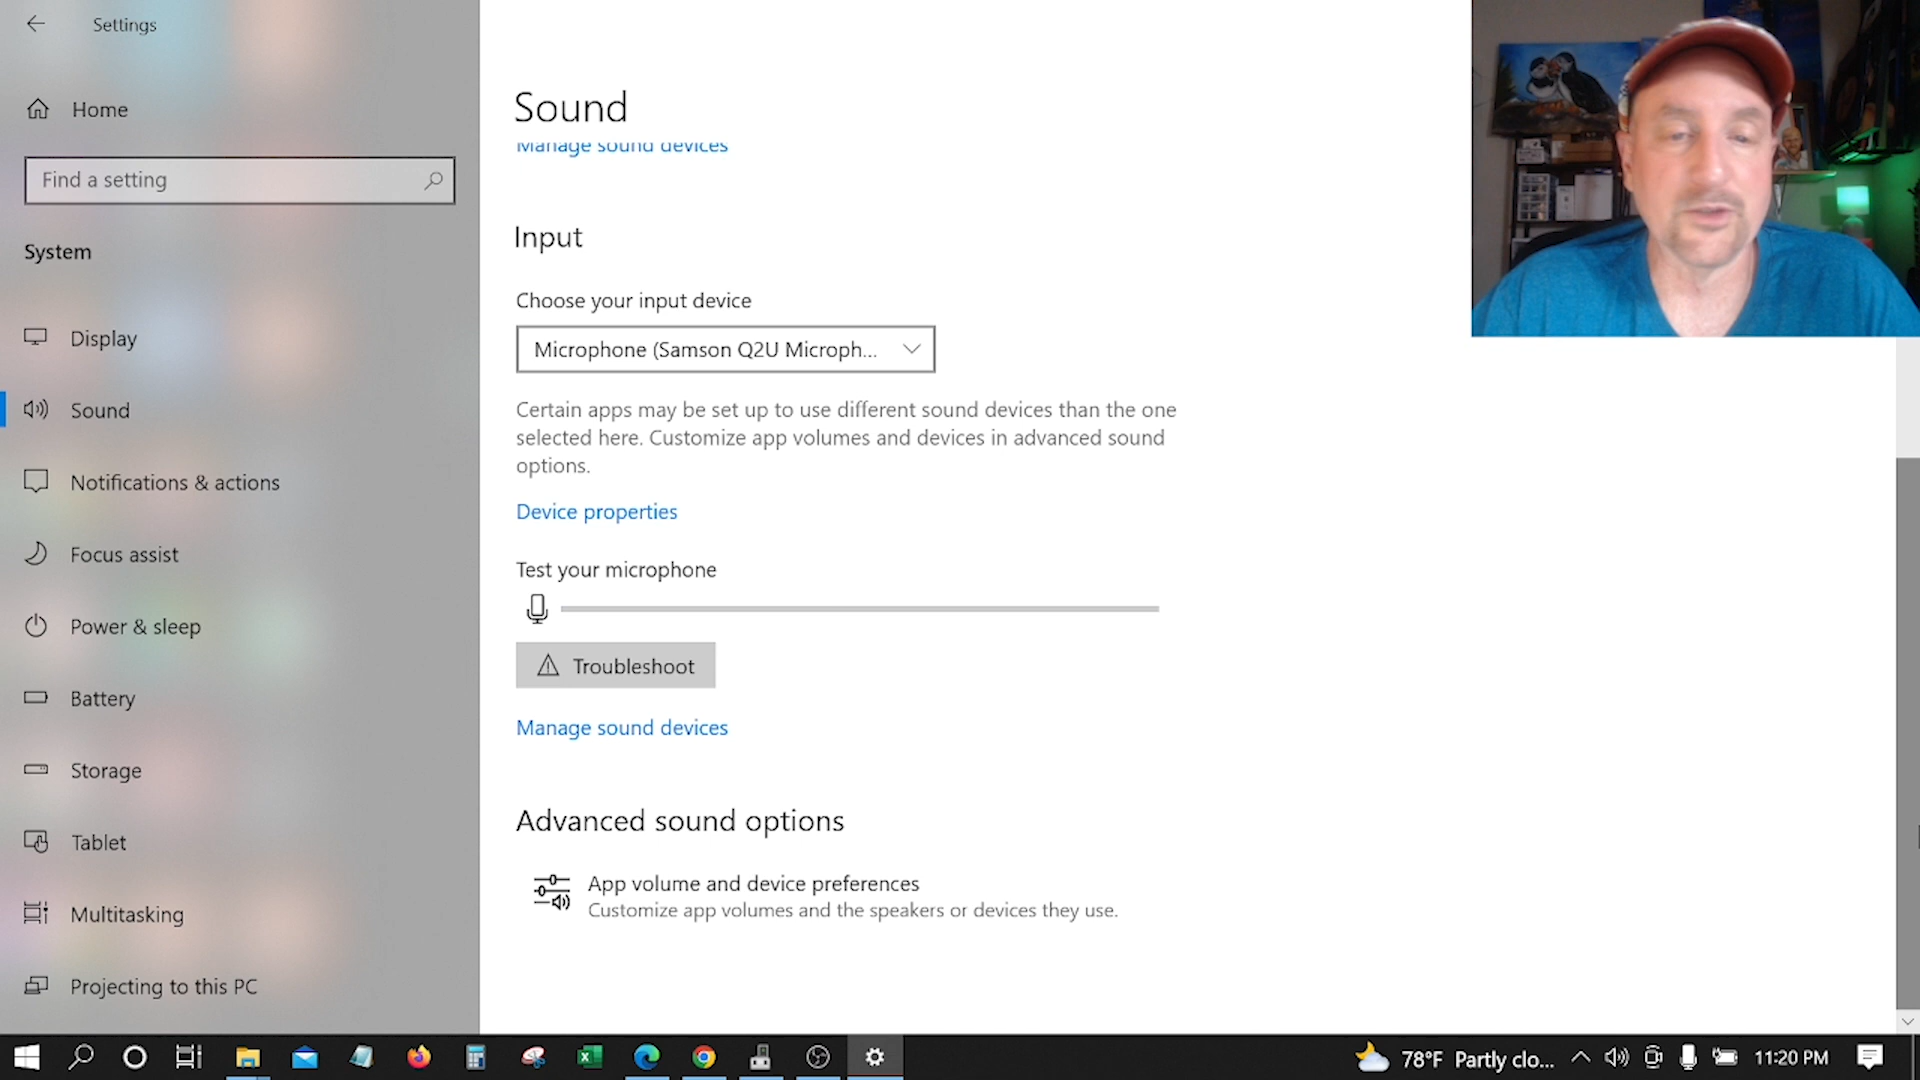 Settings
Home
Find a setting
System
Display
Sound
Notifications & actions
Focus assist
Power & sleep
Battery
Storage
Tablet
Multitasking
Projecting to this PC
Sound
Manage sound devices
Input
Choose your input device
Microphone (Samson Q2U Microph...
Certain apps may be set up to use different sound devices than the one
selected here. Customize app volumes and devices in advanced sound
options.
Device properties
Test your microphone
Troubleshoot
Manage sound devices
Advanced sound options
App volume and device preferences
Customize app volumes and the speakers or devices they use.
78°F Partly clo...
11:20 PM